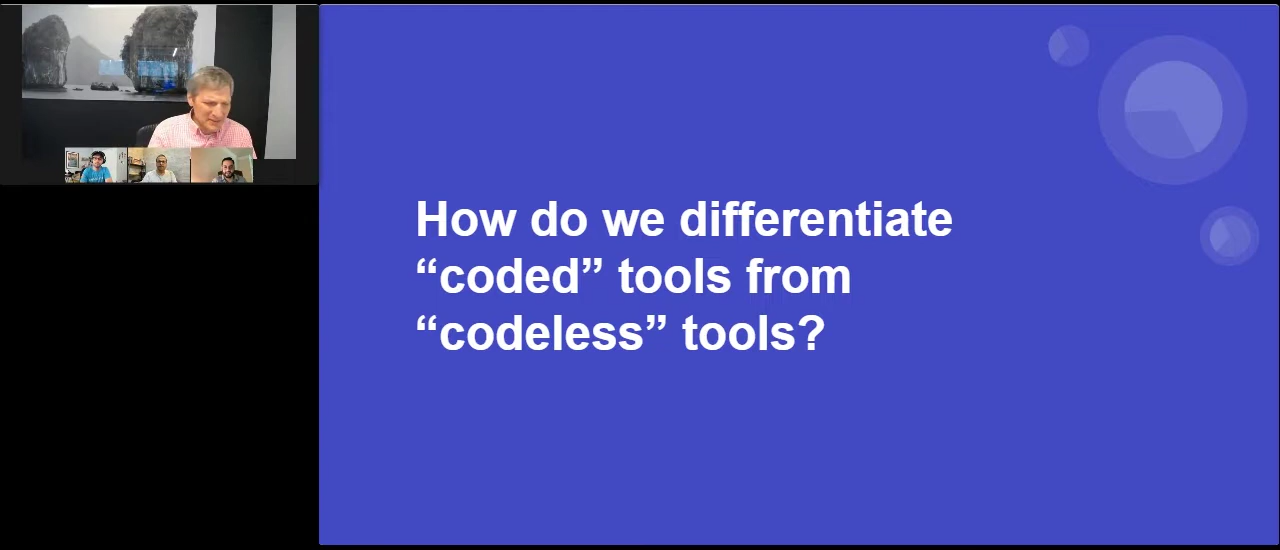 How do we differentiate
“coded” tools from
“codeless” tools?